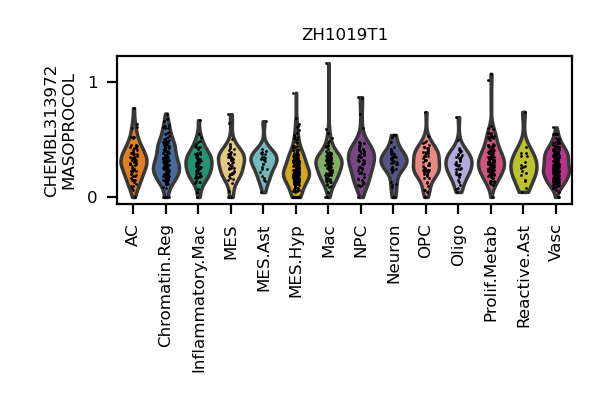 ZH1019T1
CHEMBL313972
MASOPROCOL
1
0
AC
Chromatin.Reg
Inflammatory.Mac
MES
MES.Ast
MES.Hyp
Mac
NPC
Neuron
OPC
Oligo
Prolif.Metab
Reactive.Ast
Vasc